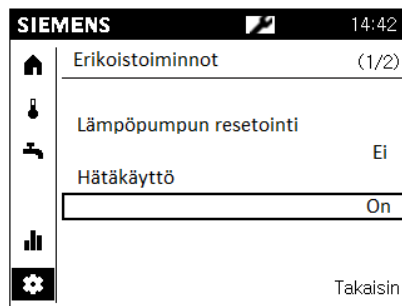 SIEMENS 14:42
Erikoistoiminnot (1/2)
Lämpöpumpun resetointi
Ei
Hätäkäyttö
On
Takaisin